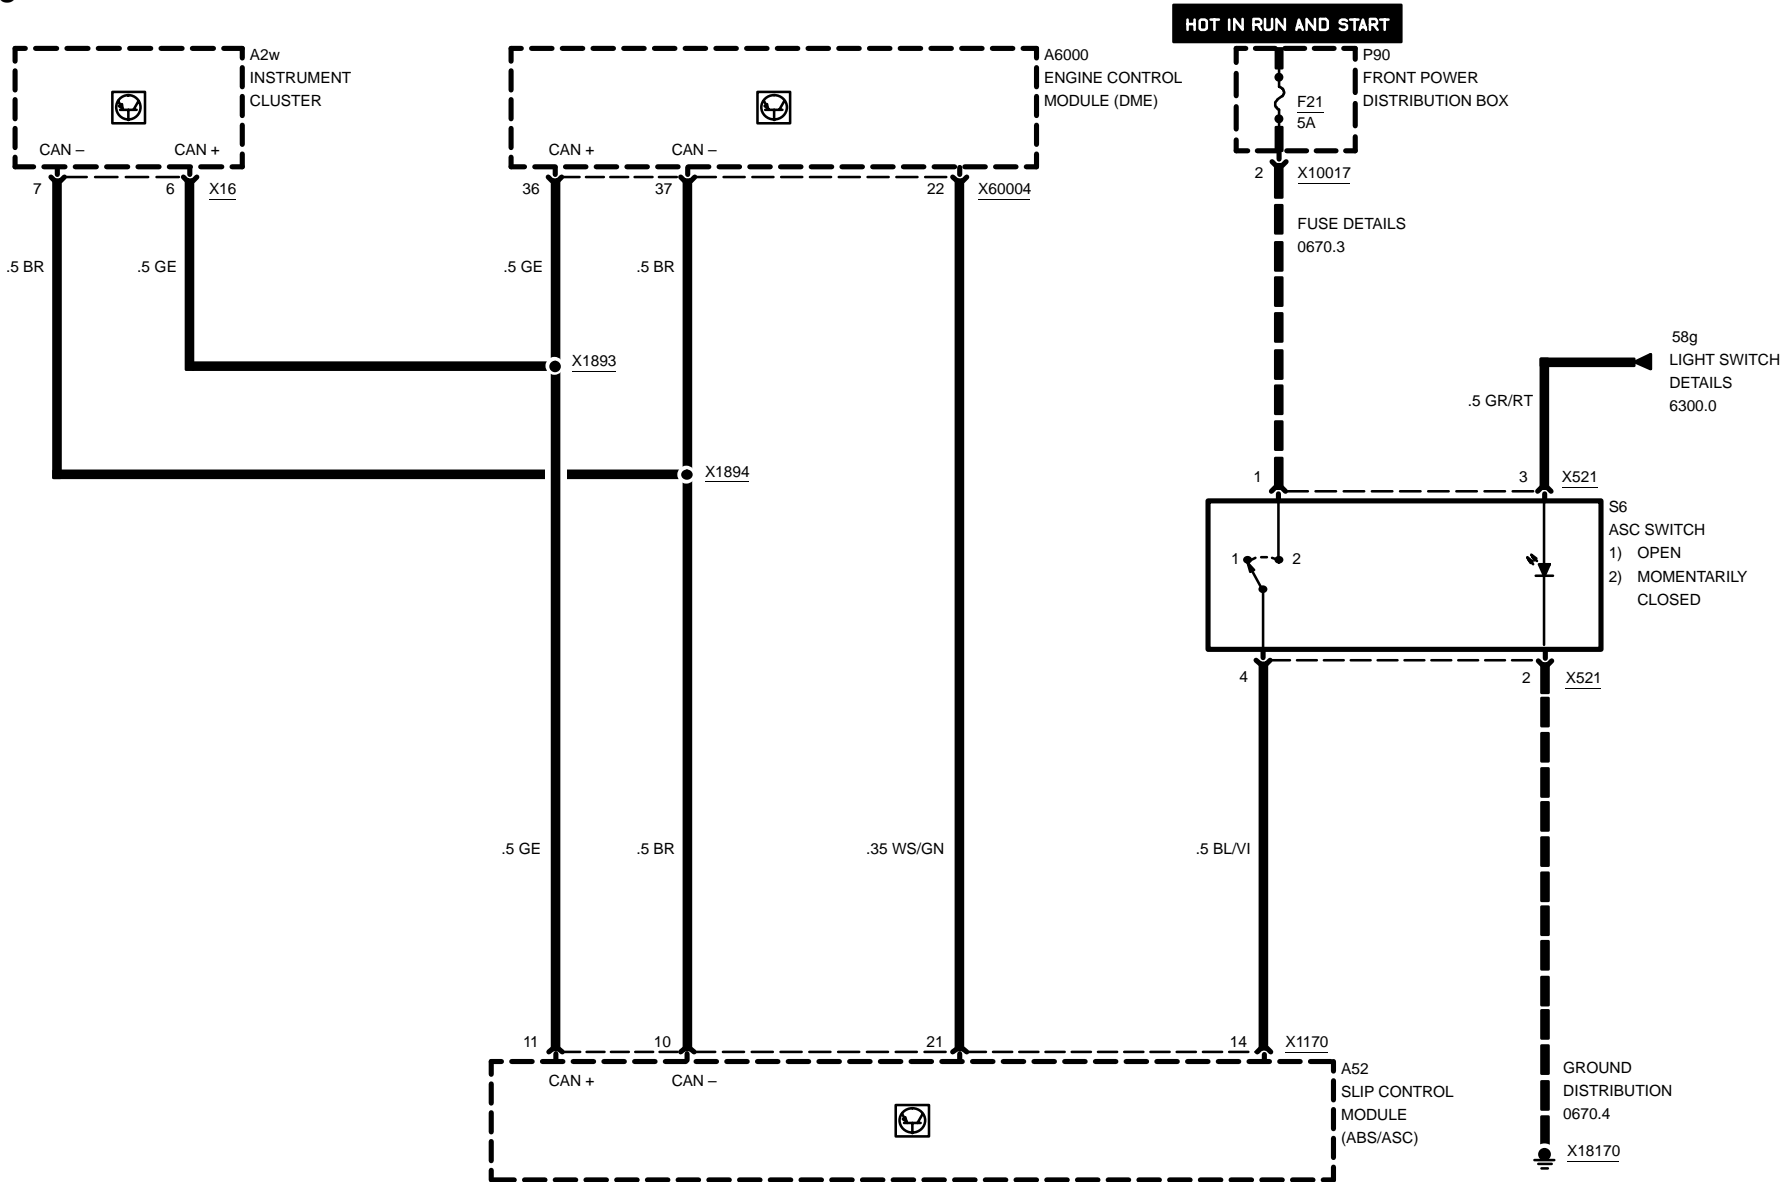 HOT IN RUN AND START
A2w
INSTRUMENT
CLUSTER
CAN –
CAN +
7
6
X16
A6000
ENGINE CONTROL
MODULE (DME)
CAN +
CAN –
36
37
22
X60004
P90
FRONT POWER
DISTRIBUTION BOX
F21
5A
2
X10017
FUSE DETAILS
0670.3
.5 BR
.5 GE
.5 GE
.5 BR
X1893
X1894
58g
LIGHT SWITCH
DETAILS
6300.0
.5 GR/RT
1
3
X521
S6
ASC SWITCH
1) OPEN
2) MOMENTARILY
CLOSED
1
2
4
2
X521
.5 GE
.5 BR
.35 WS/GN
.5 BL/VI
11
10
21
14
X1170
CAN +
CAN –
A52
SLIP CONTROL
MODULE
(ABS/ASC)
GROUND
DISTRIBUTION
0670.4
X18170